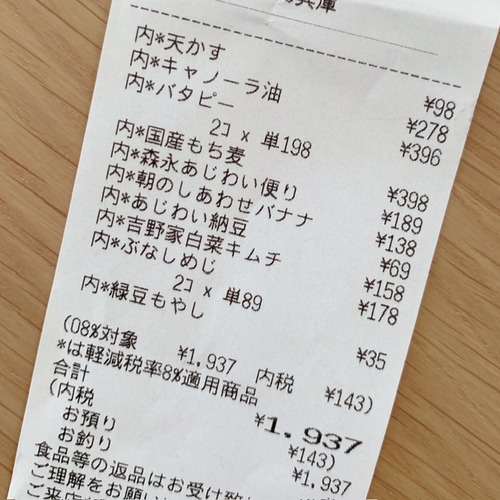 兵庫
内*天かす ¥98
内*キャノーラ油 ¥278
内*バタピー ¥396
2コ x 単198
内*国産もち麦 ¥398
内*森永あじわい便り ¥189
内*朝のしあわせバナナ ¥138
内*あじわい納豆 ¥69
内*吉野家白菜キムチ ¥158
内*ぶなしめじ ¥178
2コ x 単89
内*緑豆もやし ¥35
(08%対象 ¥1,937 内税 ¥143)
*は軽減税率8%適用商品
合計 ¥1,937
(内税 ¥143)
お預り ¥1,937
お釣り
食品等の返品はお受け致
ご理解をお願い
ご来店